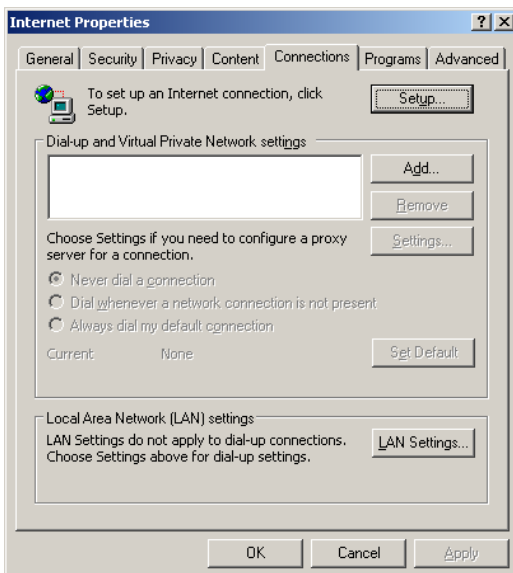 Internet Properties
? X
General Security Privacy Content Connections Programs Advanced
To set up an Internet connection, click
Setup.
Setup...
Dial-up and Virtual Private Network settings
Add...
Remove
Choose Settings if you need to configure a proxy
server for a connection.
Settings...
Never dial a connection
Dial whenever a network connection is not present
Always dial my default connection
Current None
Set Default
Local Area Network (LAN) settings
LAN Settings do not apply to dial-up connections.
Choose Settings above for dial-up settings.
LAN Settings...
OK Cancel Apply